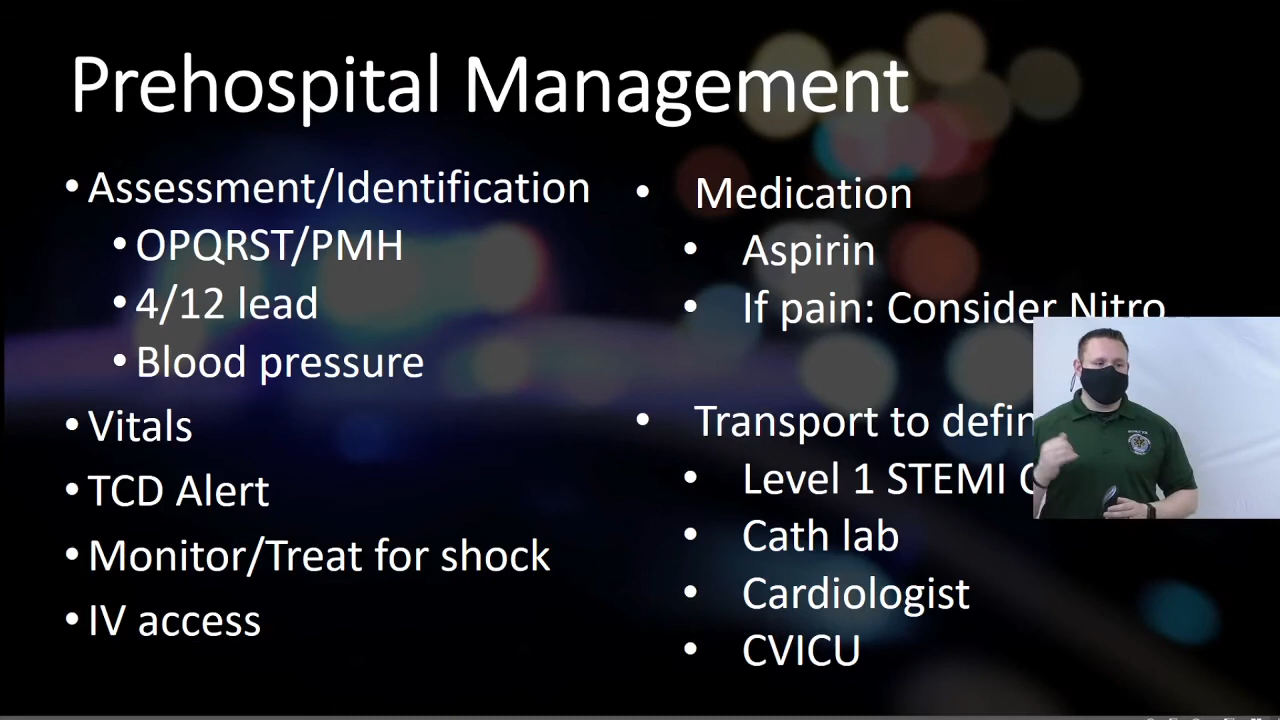 Prehospital Management
• Assessment/Identification
• OPQRST/PMH
• 4/12 lead
• Blood pressure
• Vitals
• TCD Alert
• Monitor/Treat for shock
• IV access
• Medication
• Aspirin
• If pain: Consider Nitro
• Transport to
• Level 1 STEMI
• Cath lab
• Cardiologist
• CVICU